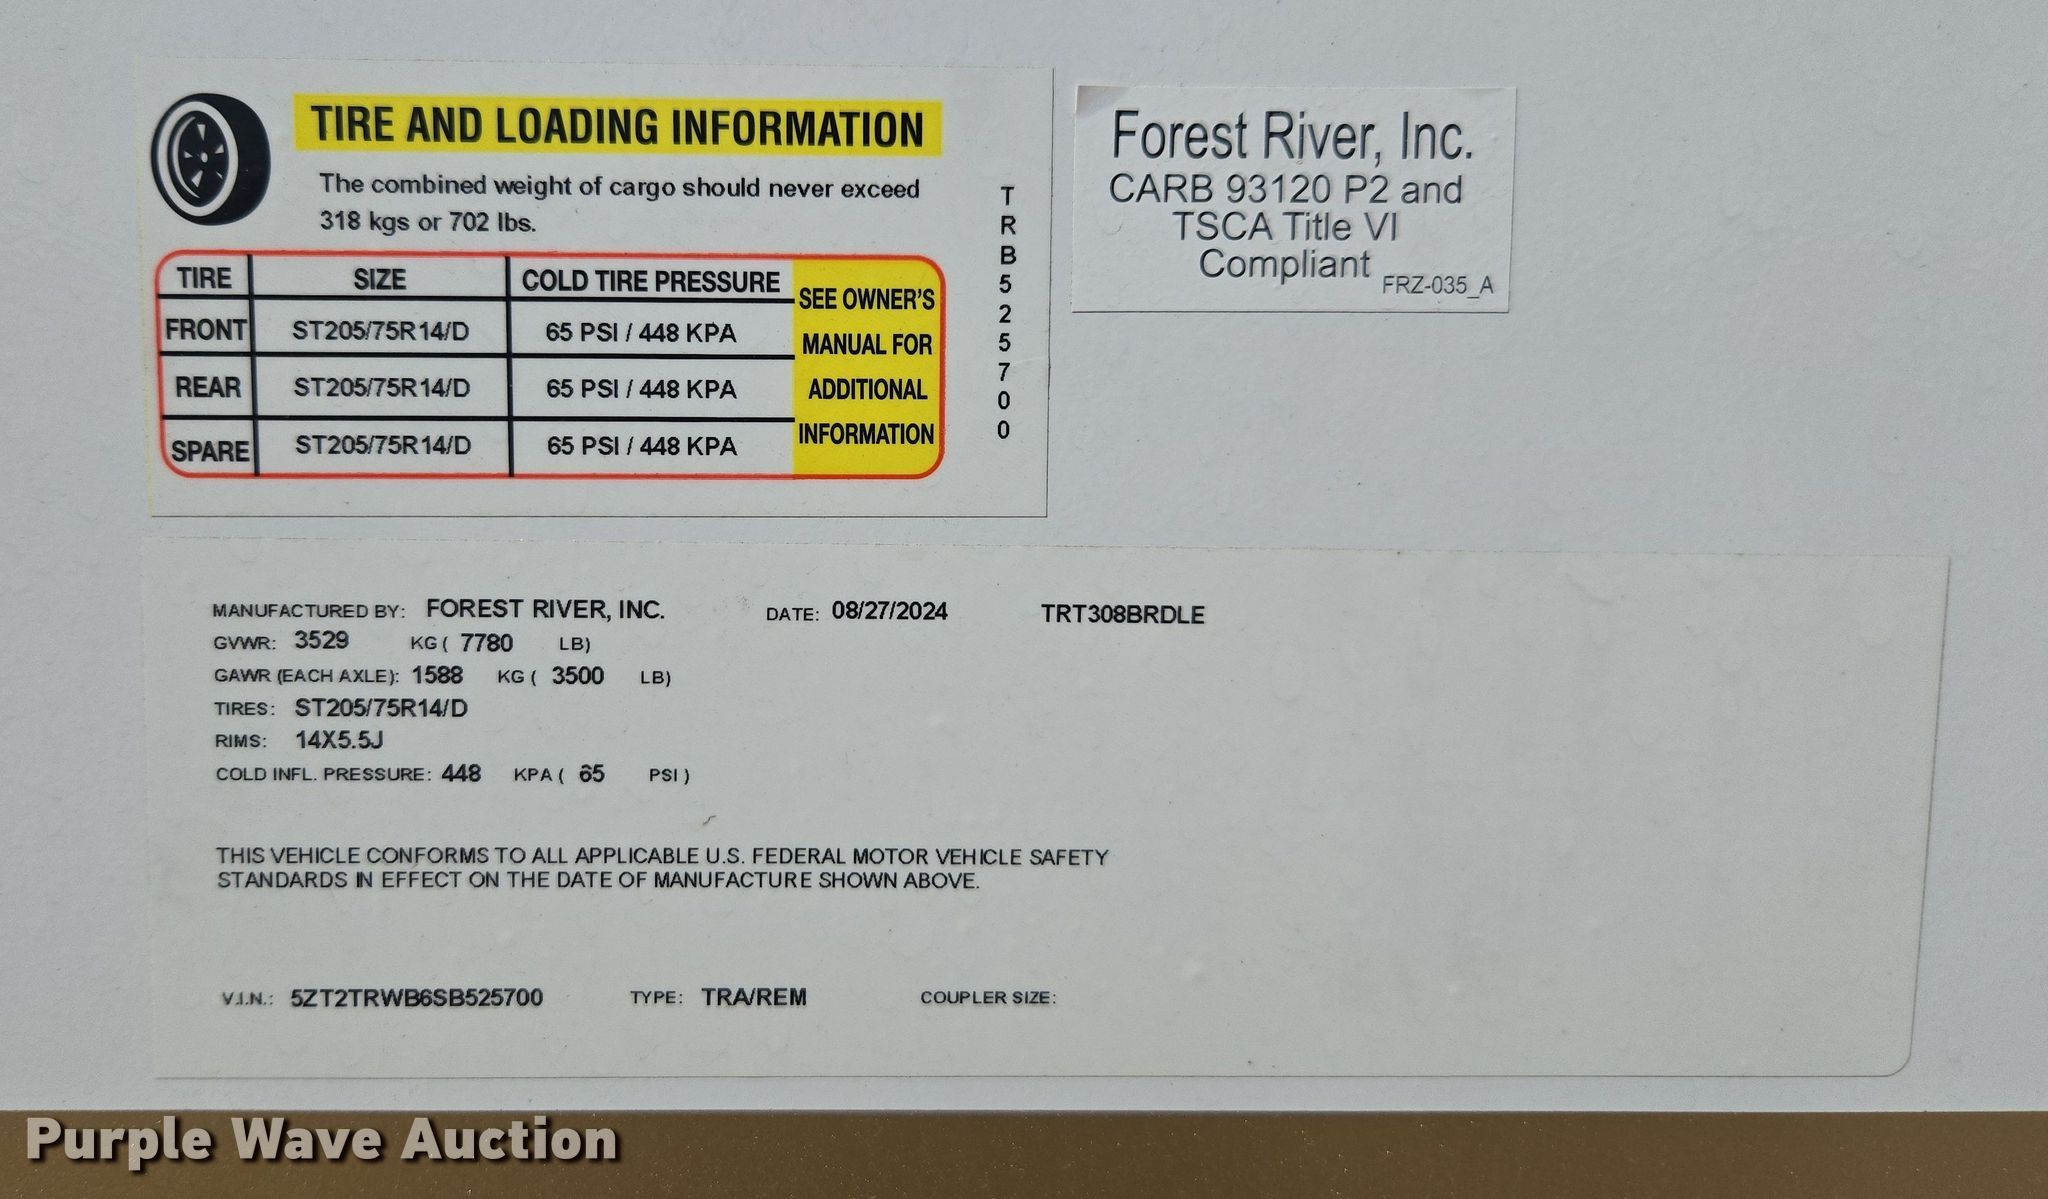 TIRE AND LOADING INFORMATION
The combined weight of cargo should never exceed
318 kgs or 702 lbs.
TIRE SIZE COLD TIRE PRESSURE
FRONT ST205/75R14/D 65 PSI / 448 KPA
REAR ST205/75R14/D 65 PSI / 448 KPA
SPARE ST205/75R14/D 65 PSI / 448 KPA
SEE OWNER'S
MANUAL FOR
ADDITIONAL
INFORMATION
TRB525700
Forest River, Inc.
CARB 93120 P2 and
TSCA Title VI
Compliant
FRZ-035_A
MANUFACTURED BY: FOREST RIVER, INC. DATE: 08/27/2024 TRT308BRDLE
GVWR: 3529 KG ( 7780 LB)
GAWR (EACH AXLE): 1588 KG ( 3500 LB)
TIRES: ST205/75R14/D
RIMS: 14X5.5J
COLD INFL. PRESSURE: 448 KPA ( 65 PSI )
THIS VEHICLE CONFORMS TO ALL APPLICABLE U.S. FEDERAL MOTOR VEHICLE SAFETY
STANDARDS IN EFFECT ON THE DATE OF MANUFACTURE SHOWN ABOVE.
V.I.N.: 5ZT2TRWB6SB525700 TYPE: TRA/REM COUPLER SIZE:
Purple Wave Auction